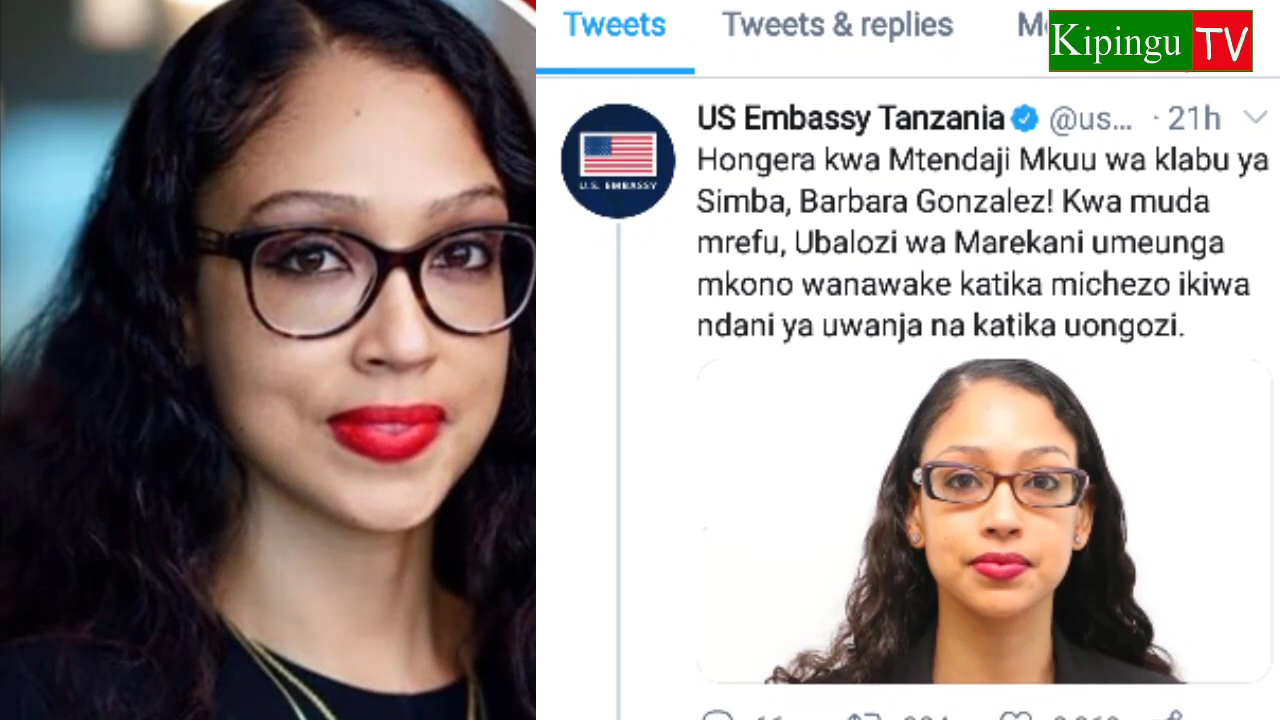 Tweets Tweets & replies
Kipingu TV
US Embassy Tanzania @us... · 21h
U.S. EMBASSY
Hongera kwa Mtendaji Mkuu wa klabu ya
Simba, Barbara Gonzalez! Kwa muda
mrefu, Ubalozi wa Marekani umeunga
mkono wanawake katika michezo ikiwa
ndani ya uwanja na katika uongozi.